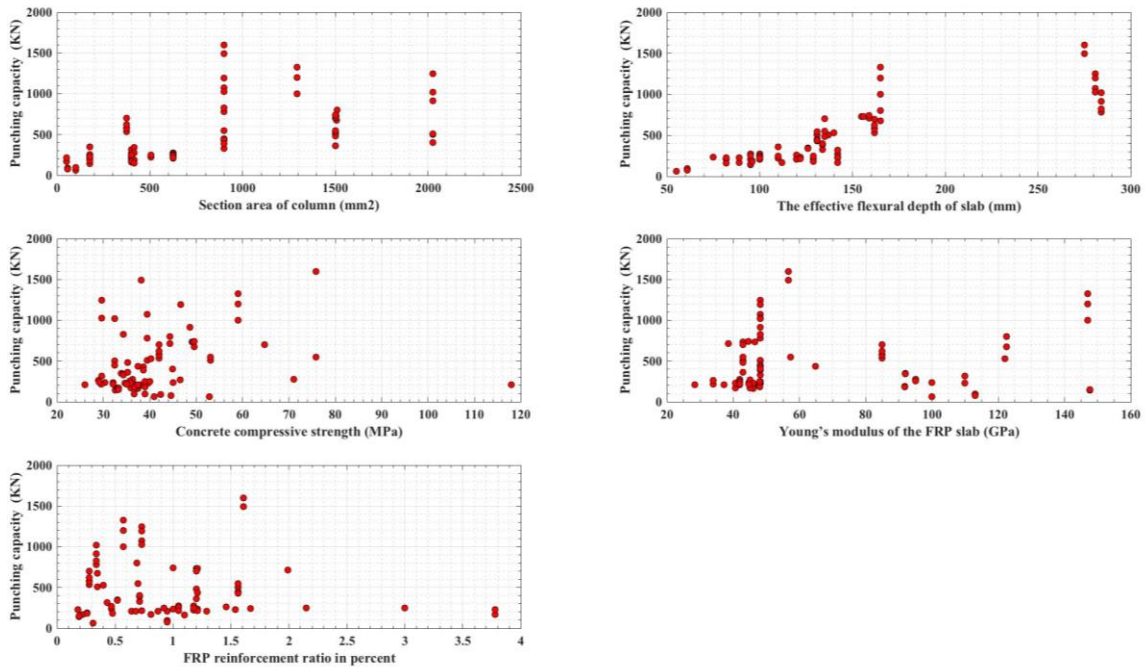 2000
1500
1000
500
0
Punching capacity (KN)
0 500 1000 1500 2000 2500
Section area of column (mm2)
2000
1500
1000
500
0
Punching capacity (KN)
50 100 150 200 250 300
The effective flexural depth of slab (mm)
2000
1500
1000
500
0
Punching capacity (KN)
20 30 40 50 60 70 80 90 100 110 120
Concrete compressive strength (MPa)
2000
1500
1000
500
0
Punching capacity (KN)
20 40 60 80 100 120 140 160
Young's modulus of the FRP slab (GPa)
2000
1500
1000
500
0
Punching capacity (KN)
0 0.5 1 1.5 2 2.5 3 3.5 4
FRP reinforcement ratio in percent